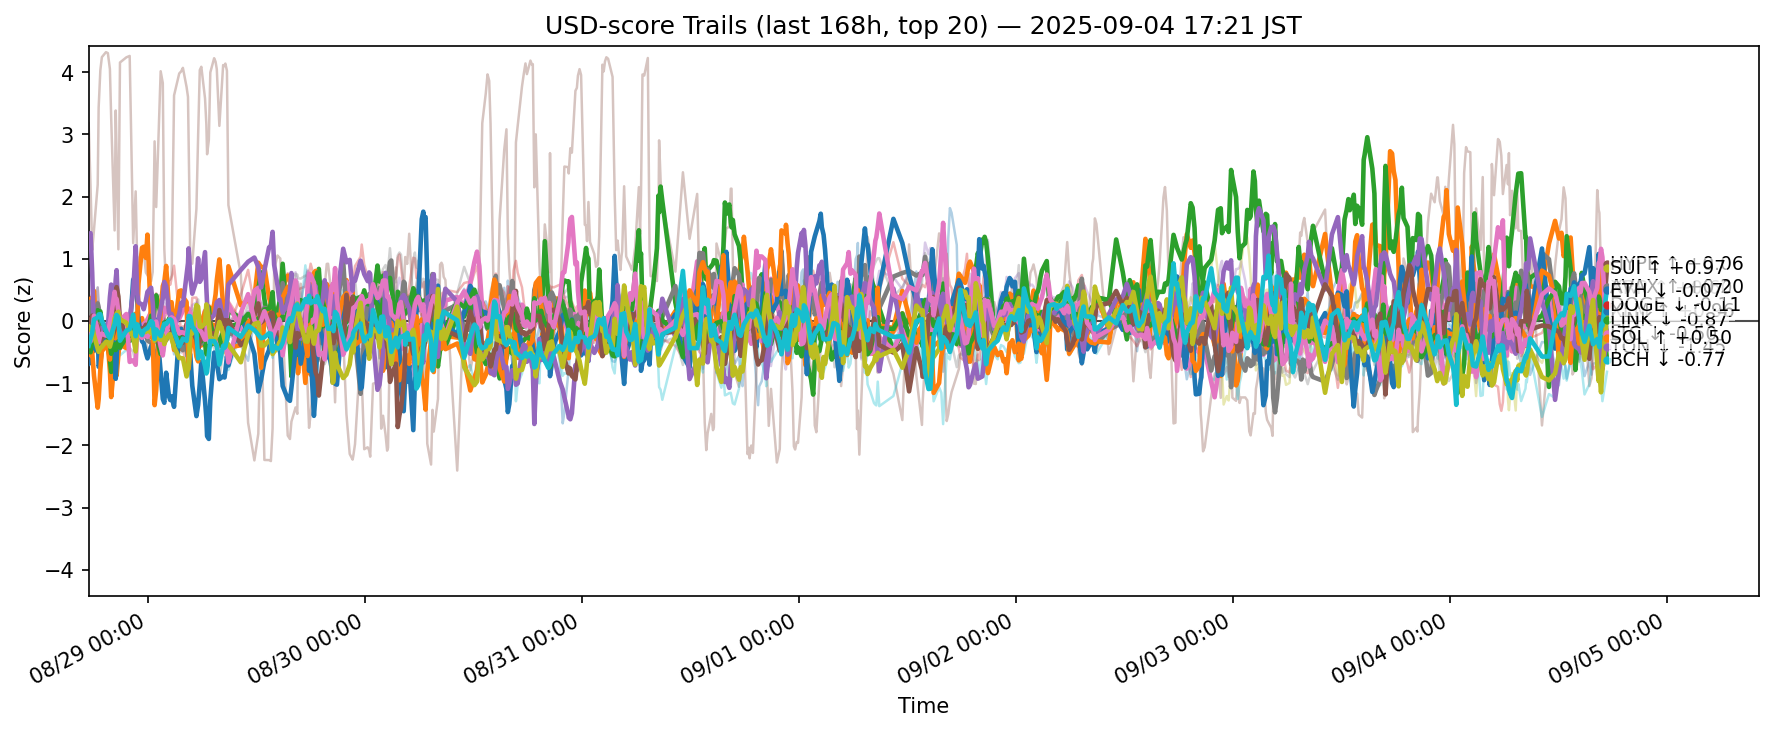 USD-score Trails (last 168h, top 20) — 2025-09-04 17:21 JST
Score (z)
4
3
2
1
0
−1
−2
−3
−4
SUI ↑ +0.97
ETH ↓ -0.07
DOGE ↓ -0.11
LINK ↓ -0.87
SOL ↑ +0.50
BCH ↓ -0.77
08/29 00:00
08/30 00:00
08/31 00:00
09/01 00:00
09/02 00:00
09/03 00:00
09/04 00:00
09/05 00:00
Time